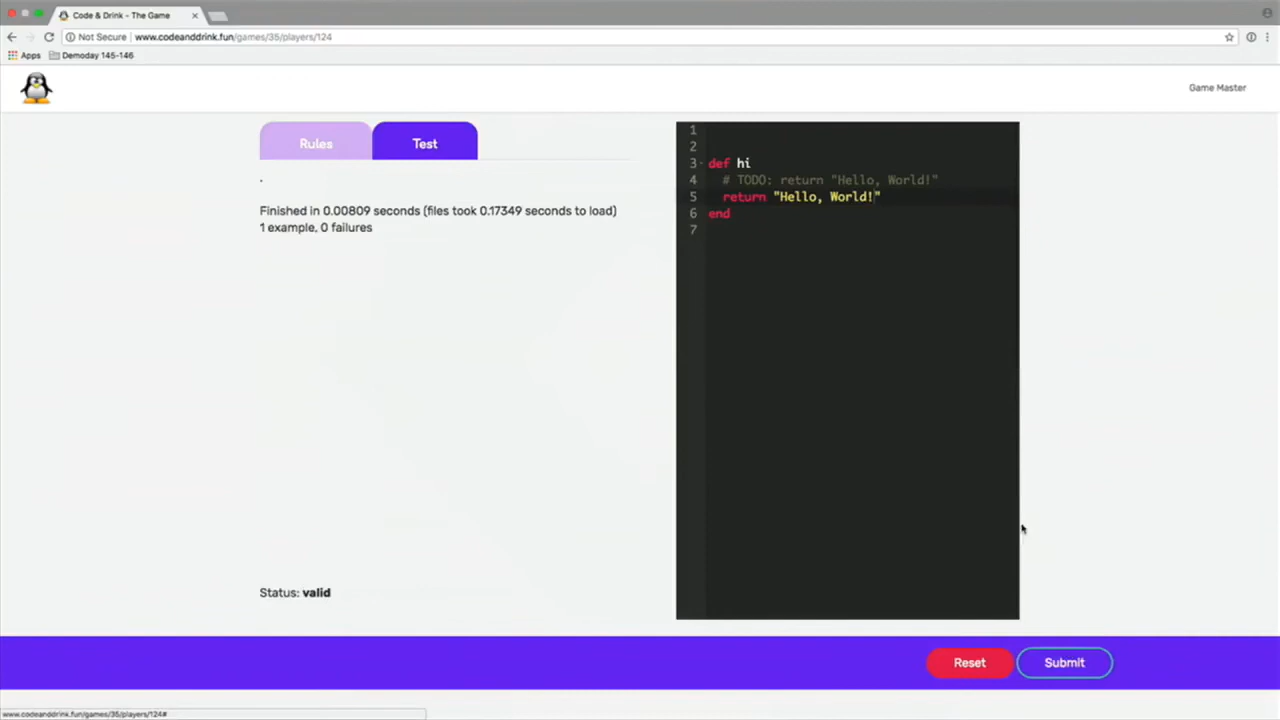 Code & Drink - The Game
Not Secure www.codeanddrink.fun/games/35/players/124
Apps Demoday 145-146
Game Master
Rules Test
.
Finished in 0.00809 seconds (files took 0.17349 seconds to load)
1 example, 0 failures
Status: valid
1
2
3 def hi
4 # TODO: return "Hello, World!"
5 return "Hello, World!"
6 end
7
Reset Submit
www.codeanddrink.fun/games/35/players/124#